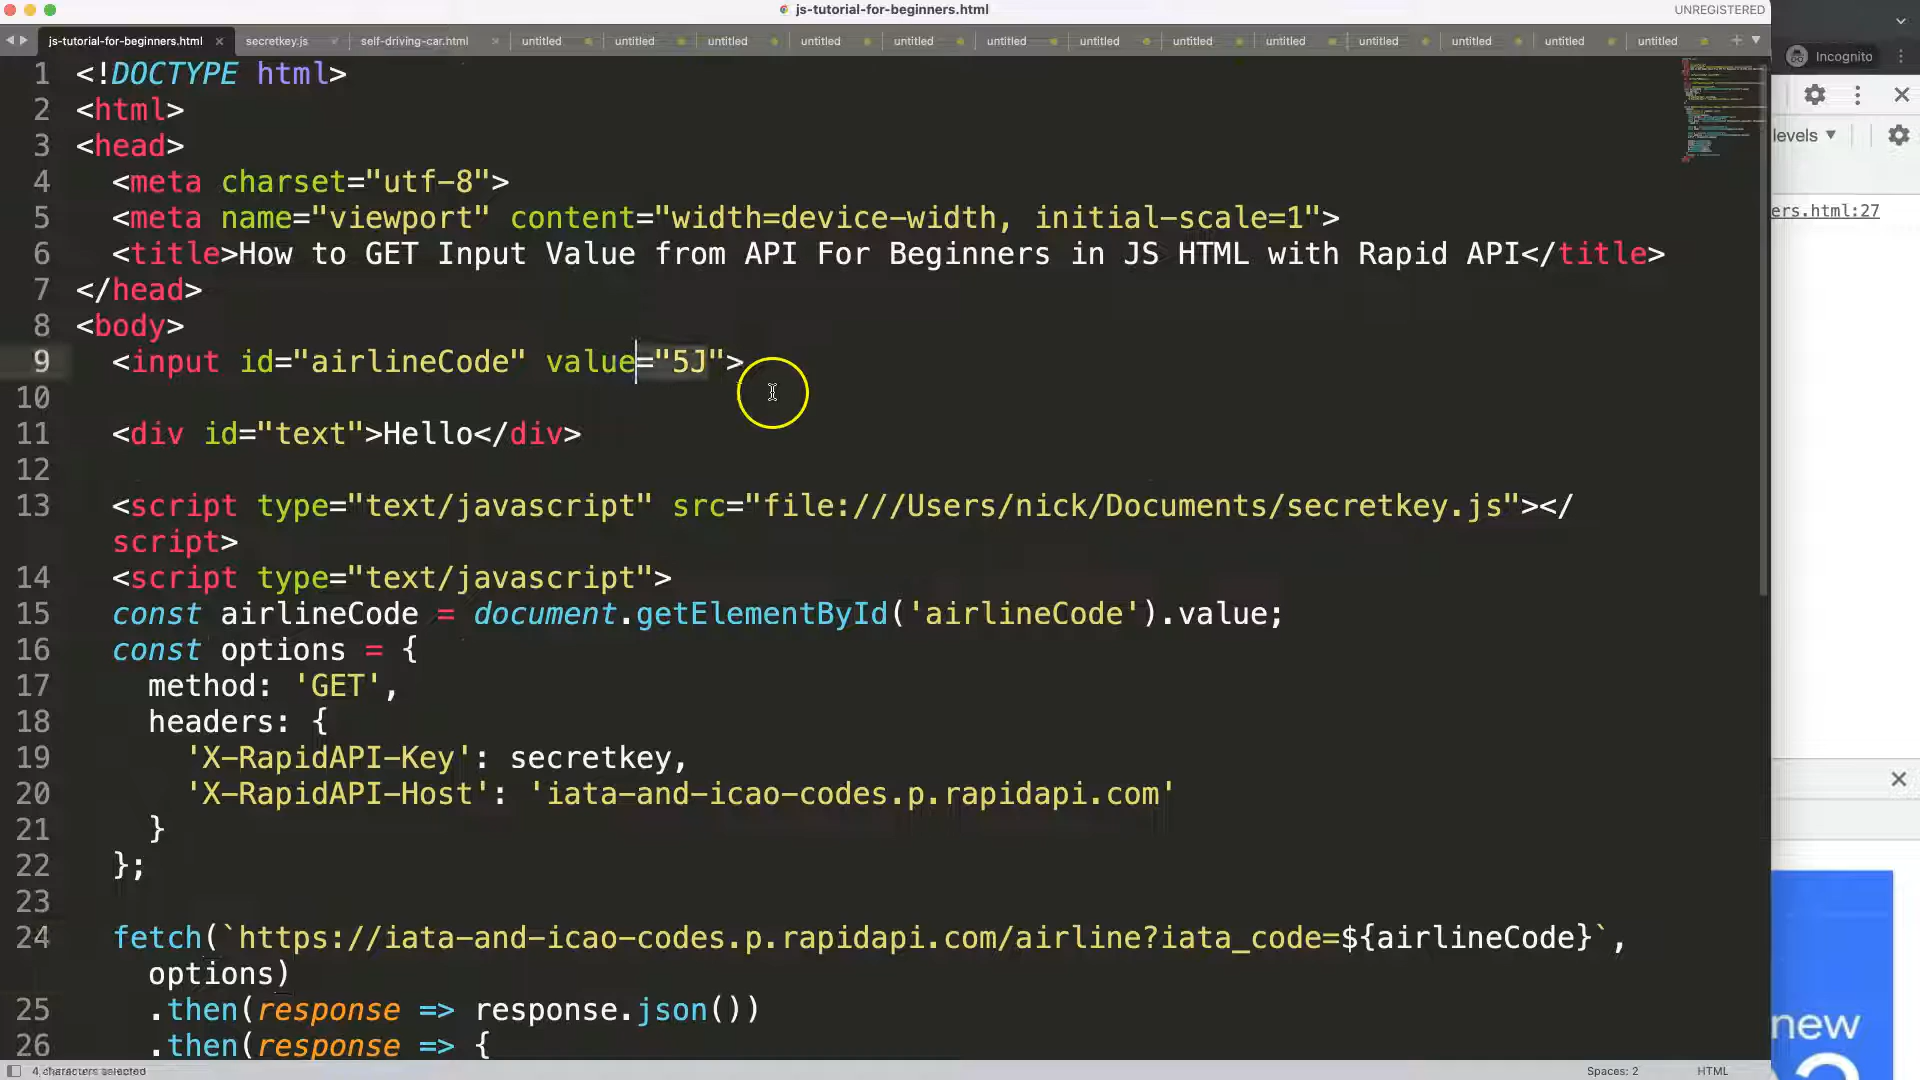 js-tutorial-for-beginners.html
UNREGISTERED
js-tutorial-for-beginners.html secretkey.js self-driving-car.html untitled untitled untitled untitled untitled untitled untitled untitled untitled untitled untitled untitled untitled
Incognito
levels
ers.html:27
1 <!DOCTYPE html>
2 <html>
3 <head>
4 <meta charset="utf-8">
5 <meta name="viewport" content="width=device-width, initial-scale=1">
6 <title>How to GET Input Value from API For Beginners in JS HTML with Rapid API</title>
7 </head>
8 <body>
9 <input id="airlineCode" value="5J">
10
11 <div id="text">Hello</div>
12
13 <script type="text/javascript" src="file:///Users/nick/Documents/secretkey.js"></
script>
14 <script type="text/javascript">
15 const airlineCode = document.getElementById('airlineCode').value;
16 const options = {
17 method: 'GET',
18 headers: {
19 'X-RapidAPI-Key': secretkey,
20 'X-RapidAPI-Host': 'iata-and-icao-codes.p.rapidapi.com'
21 }
22 };
23
24 fetch(`https://iata-and-icao-codes.p.rapidapi.com/airline?iata_code=${airlineCode}`,
options)
25 .then(response => response.json())
26 .then(response => {
new
4 characters selected
Spaces: 2
HTML